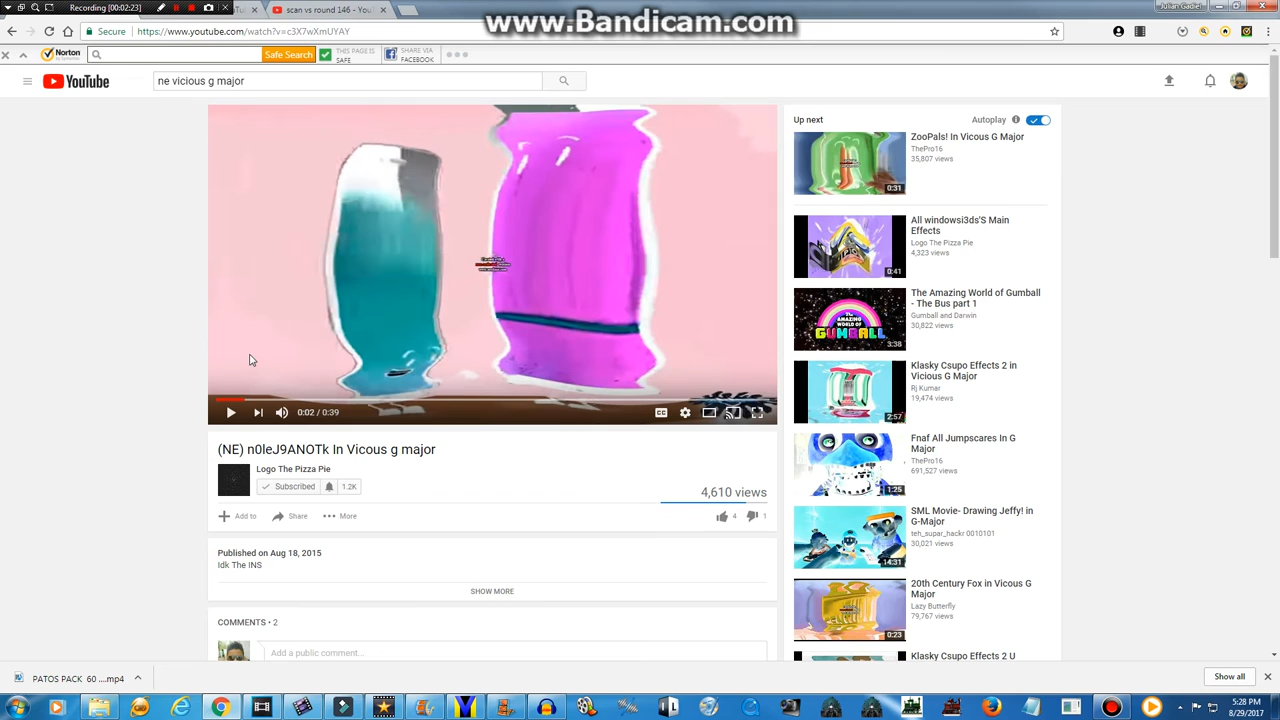 Recording [00:02:23]
www.Bandicam.com
scan vs round 146 - You
Secure
https://www.youtube.com/watch?v=c3X7wXmUYAY
Norton
by Symantec
Safe Search
THIS PAGE IS
SAFE
SHARE VIA
FACEBOOK
YouTube
ne vicious g major
0:02 / 0:39
CC
(NE) n0leJ9ANOTk In Vicous g major
Logo The Pizza Pie
Subscribed
1.2K
4,610 views
Add to
Share
More
4
1
Published on Aug 18, 2015
Idk The INS
SHOW MORE
COMMENTS • 2
Add a public comment...
Up next
Autoplay
ZooPals! In Vicous G Major
ThePro16
35,807 views
0:31
All windowsi3ds'S Main
Effects
Logo The Pizza Pie
4,323 views
0:41
The Amazing World of Gumball
- The Bus part 1
Gumball and Darwin
30,822 views
THE AMAZING
WORLD OF
GUMBALL
3:38
Klasky Csupo Effects 2 in
Vicious G Major
Rj Kumar
19,474 views
2:57
Fnaf All Jumpscares In G
Major
ThePro16
691,527 views
1:25
SML Movie- Drawing Jeffy! in
G-Major
teh_supar_hackr 0010101
30,021 views
14:31
20th Century Fox in Vicous G
Major
Lazy Butterfly
79,767 views
0:23
Klasky Csupo Effects 2 U
PATOS PACK 60 ....mp4
Show all
5:28 PM
8/29/2017